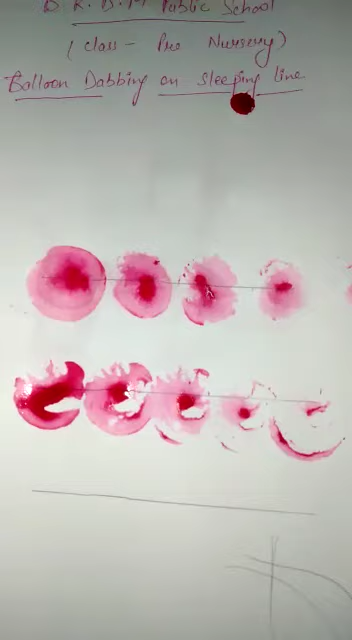 Public School
(Class - Pre Nursery)
Balloon Dabbing on sleeping line